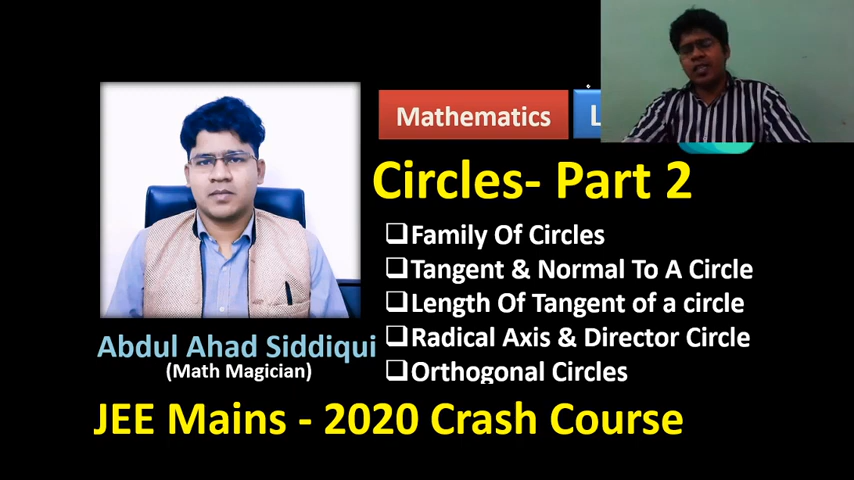 Mathematics
L
Circles- Part 2
❑Family Of Circles
❑Tangent & Normal To A Circle
❑Length Of Tangent of a circle
❑Radical Axis & Director Circle
❑Orthogonal Circles
Abdul Ahad Siddiqui
(Math Magician)
JEE Mains - 2020 Crash Course